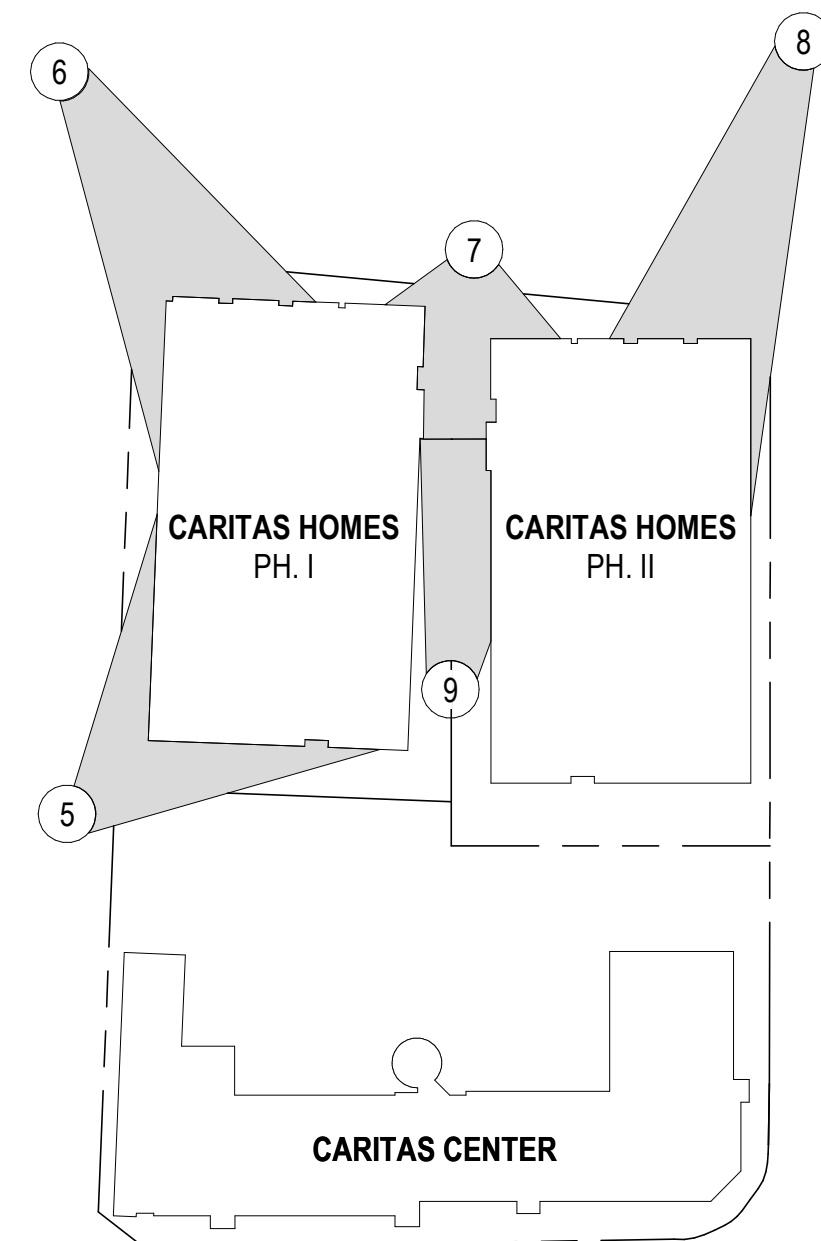 8
6
7
CARITAS HOMES
PH. I
CARITAS HOMES
PH. II
9
5
CARITAS CENTER